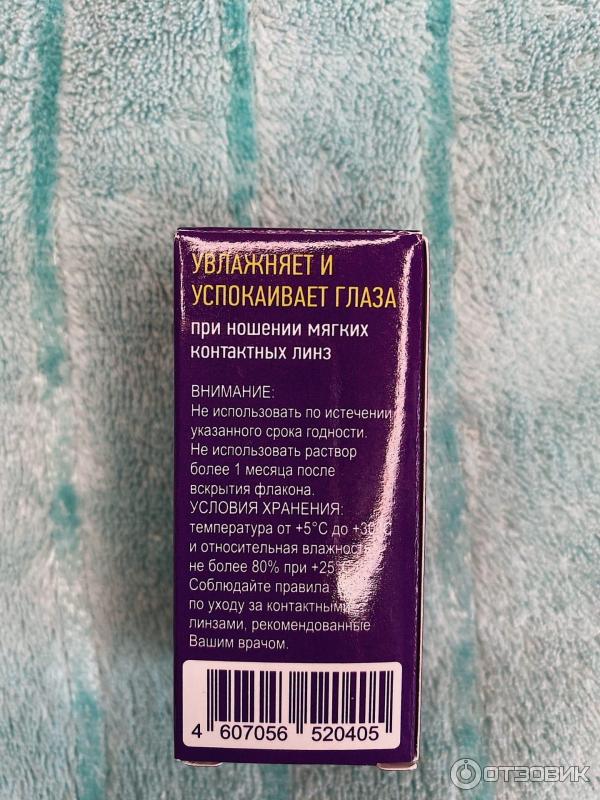 УВЛАЖНЯЕТ И
УСПОКАИВАЕТ ГЛАЗА
при ношении мягких
контактных линз
ВНИМАНИЕ:
Не использовать по истечении
указанного срока годности.
Не использовать раствор
более 1 месяца после
вскрытия флакона.
УСЛОВИЯ ХРАНЕНИЯ:
температура от +5°С до
и относительная влажность
не более 80% при
Соблюдайте правила
по уходу за контактными
линзами, рекомендованные
Вашим врачом.
4 607056 520405
ОТЗОВИК